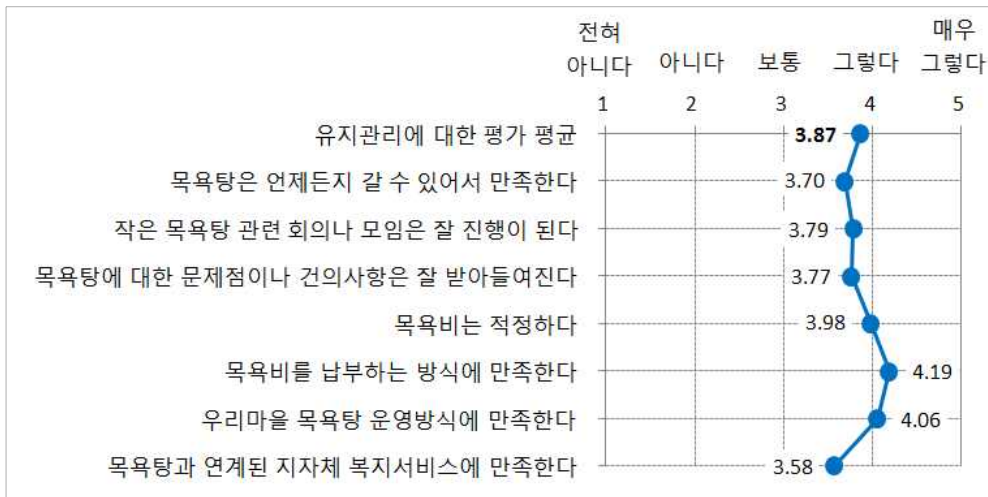 전혀 아니다 아니다 보통 그렇다 매우 그렇다
1 2 3 4 5
유지관리에 대한 평가 평균 3.87
목욕탕은 언제든지 갈 수 있어서 만족한다 3.70
작은 목욕탕 관련 회의나 모임은 잘 진행이 된다 3.79
목욕탕에 대한 문제점이나 건의사항은 잘 받아들여진다 3.77
목욕비는 적정하다 3.98
목욕비를 납부하는 방식에 만족한다 4.19
우리마을 목욕탕 운영방식에 만족한다 4.06
목욕탕과 연계된 지자체 복지서비스에 만족한다 3.58